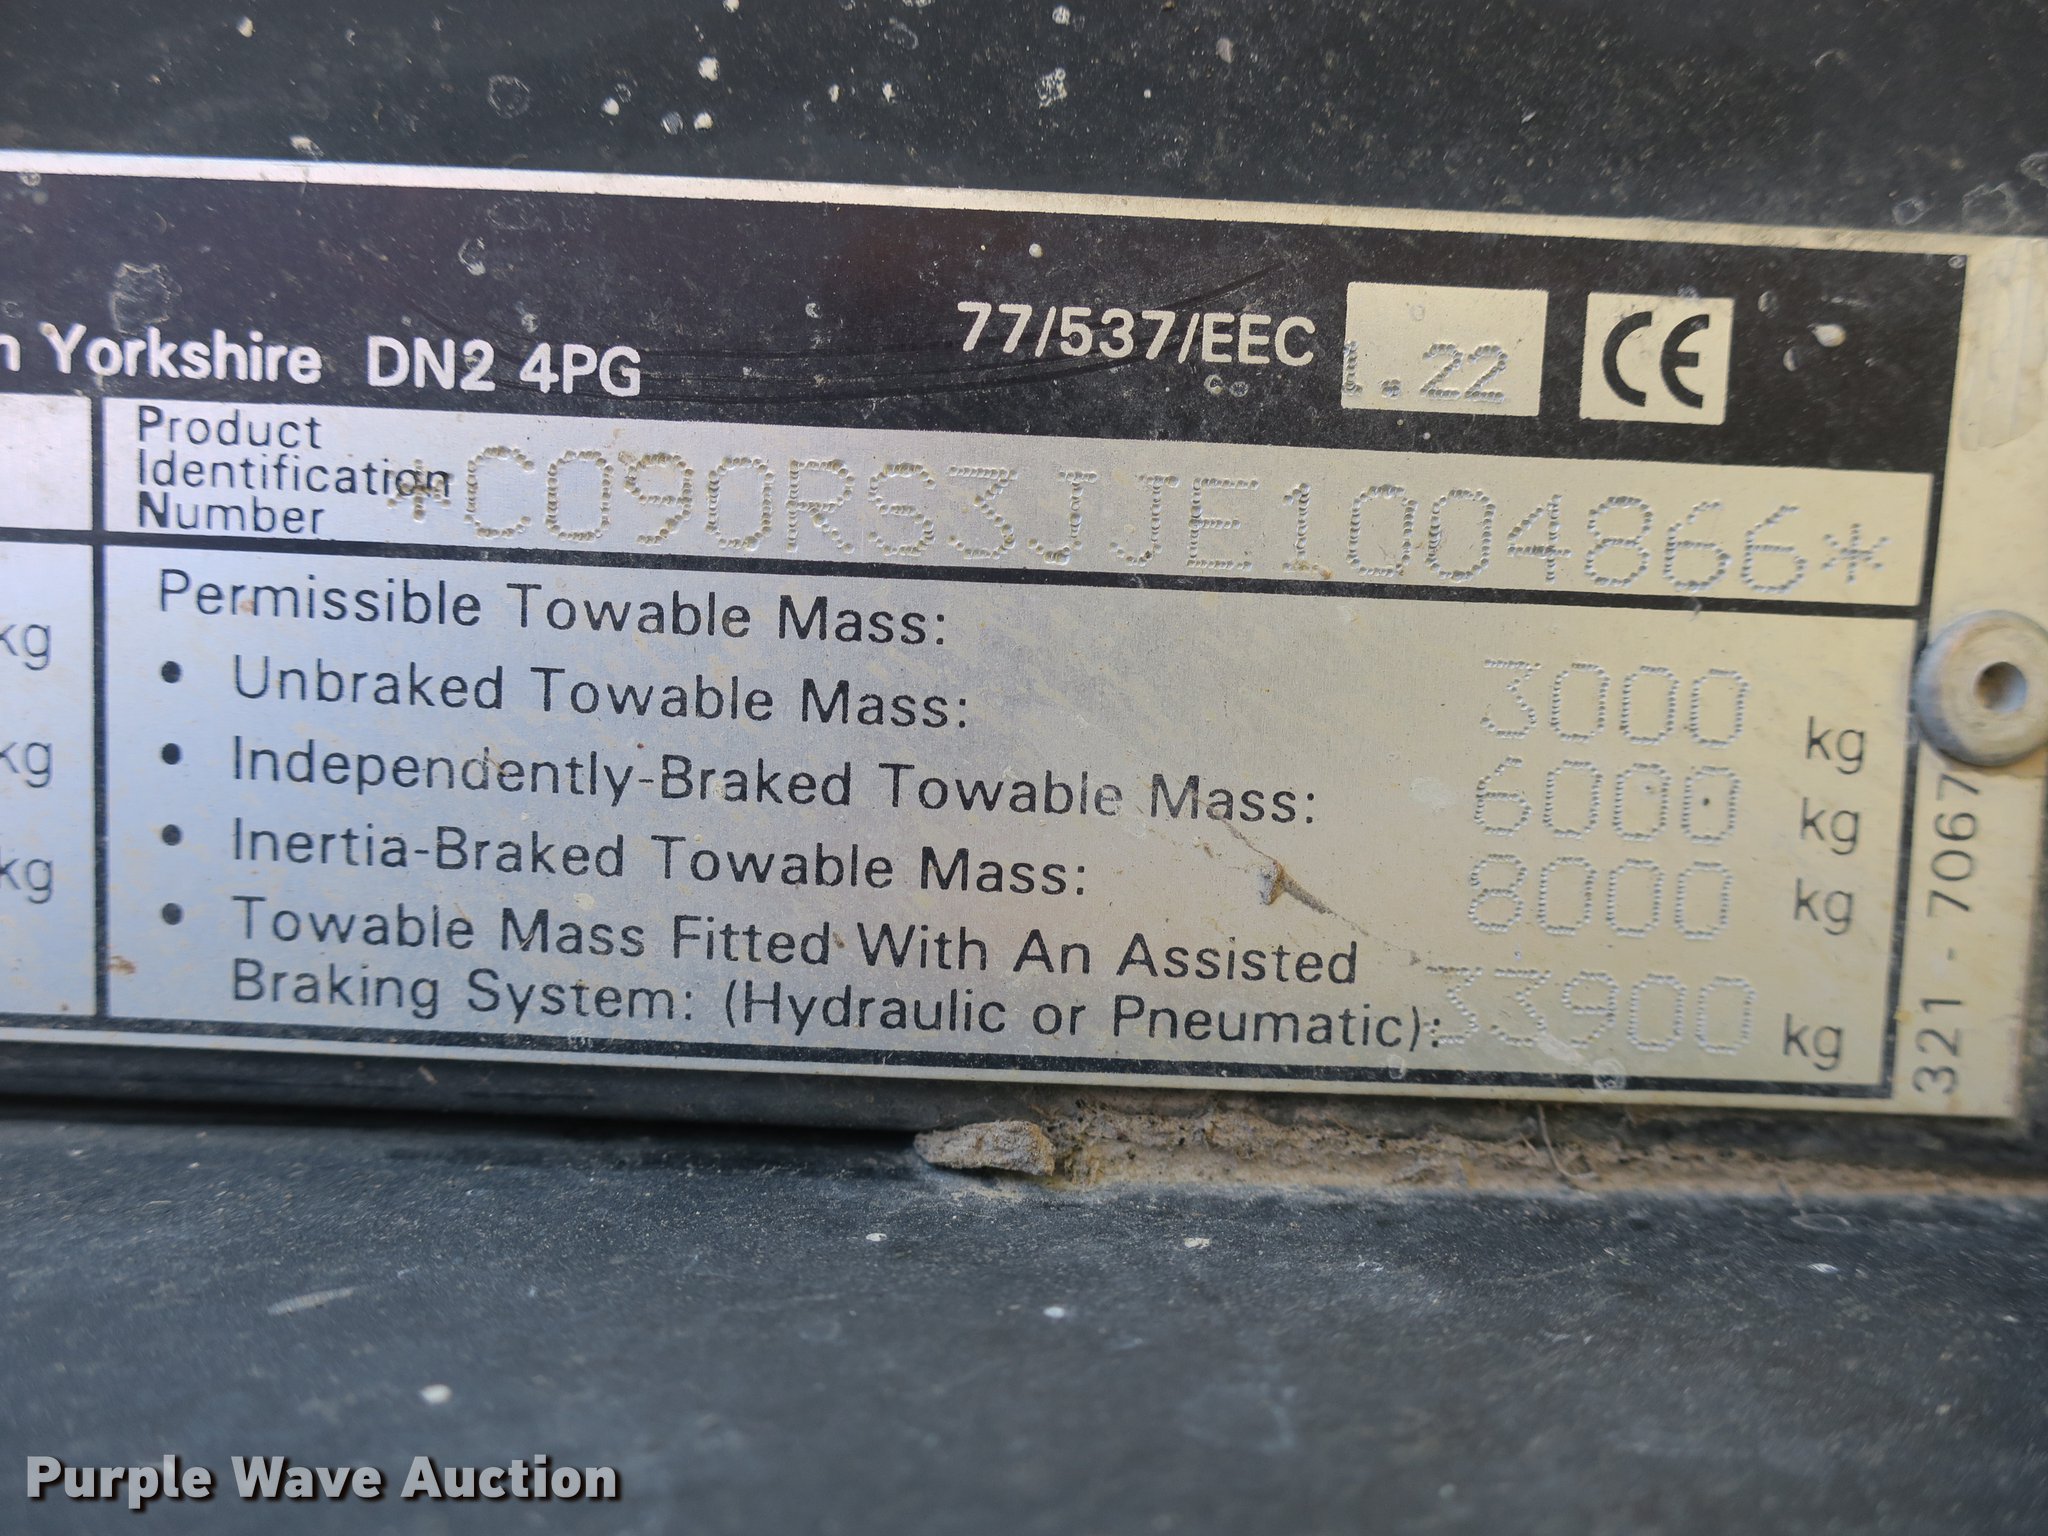 n Yorkshire DN2 4PG 77/537/EEC .22 CE
Product
Identification
Number *C090RS3JJE1004866*
Permissible Towable Mass:
• Unbraked Towable Mass: 3000 kg
kg
• Independently-Braked Towable Mass: 6000 kg
kg
• Inertia-Braked Towable Mass: 8000 kg
kg
• Towable Mass Fitted With An Assisted
Braking System: (Hydraulic or Pneumatic): 33900 kg
321 - 7067
Purple Wave Auction